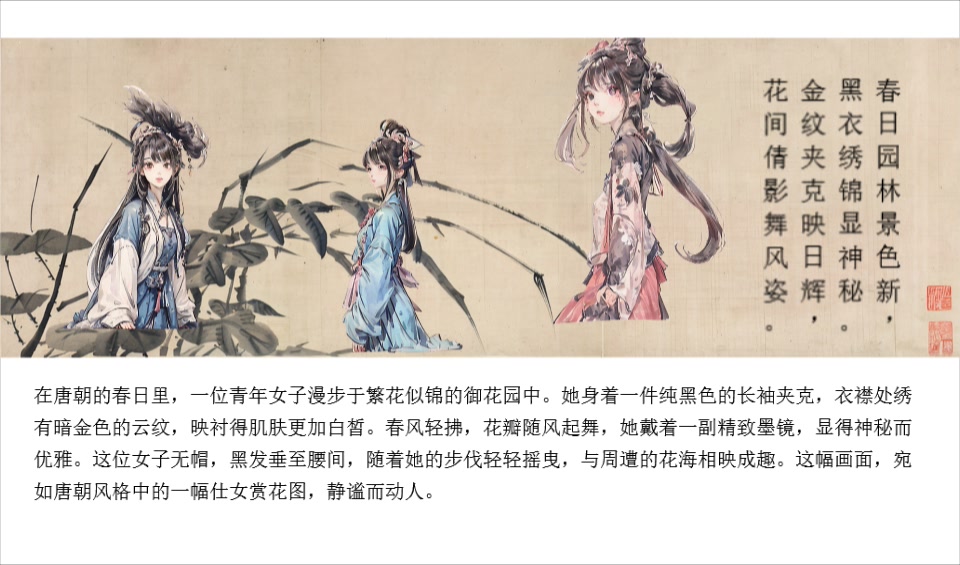 春日园林景色新，
黑衣绣锦显神秘。
金纹夹克映日辉，
花间倩影舞风姿。
在唐朝的春日里，一位青年女子漫步于繁花似锦的御花园中。她身着一件纯黑色的长袖夹克，衣襟处绣
有暗金色的云纹，映衬得肌肤更加白皙。春风轻拂，花瓣随风起舞，她戴着一副精致墨镜，显得神秘而
优雅。这位女子无帽，黑发垂至腰间，随着她的步伐轻轻摇曳，与周遭的花海相映成趣。这幅画面，宛
如唐朝风格中的一幅仕女赏花图，静谧而动人。